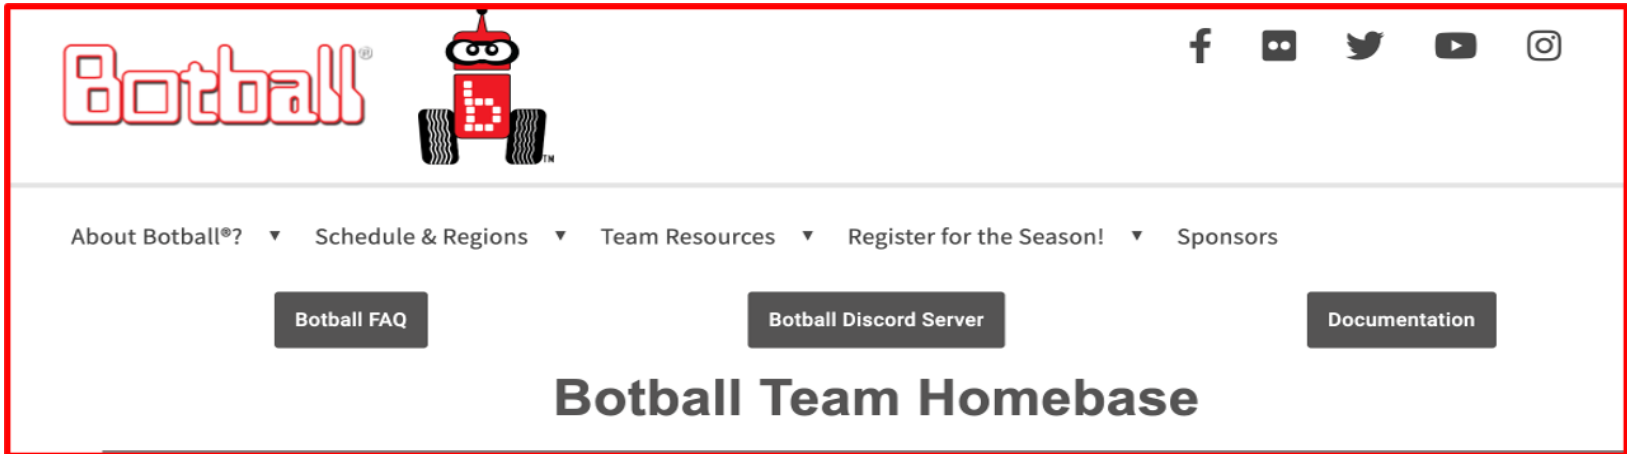 Botball®
b
TM
About Botball®? ▼ Schedule & Regions ▼ Team Resources ▼ Register for the Season! ▼ Sponsors
Botball FAQ Botball Discord Server Documentation
Botball Team Homebase